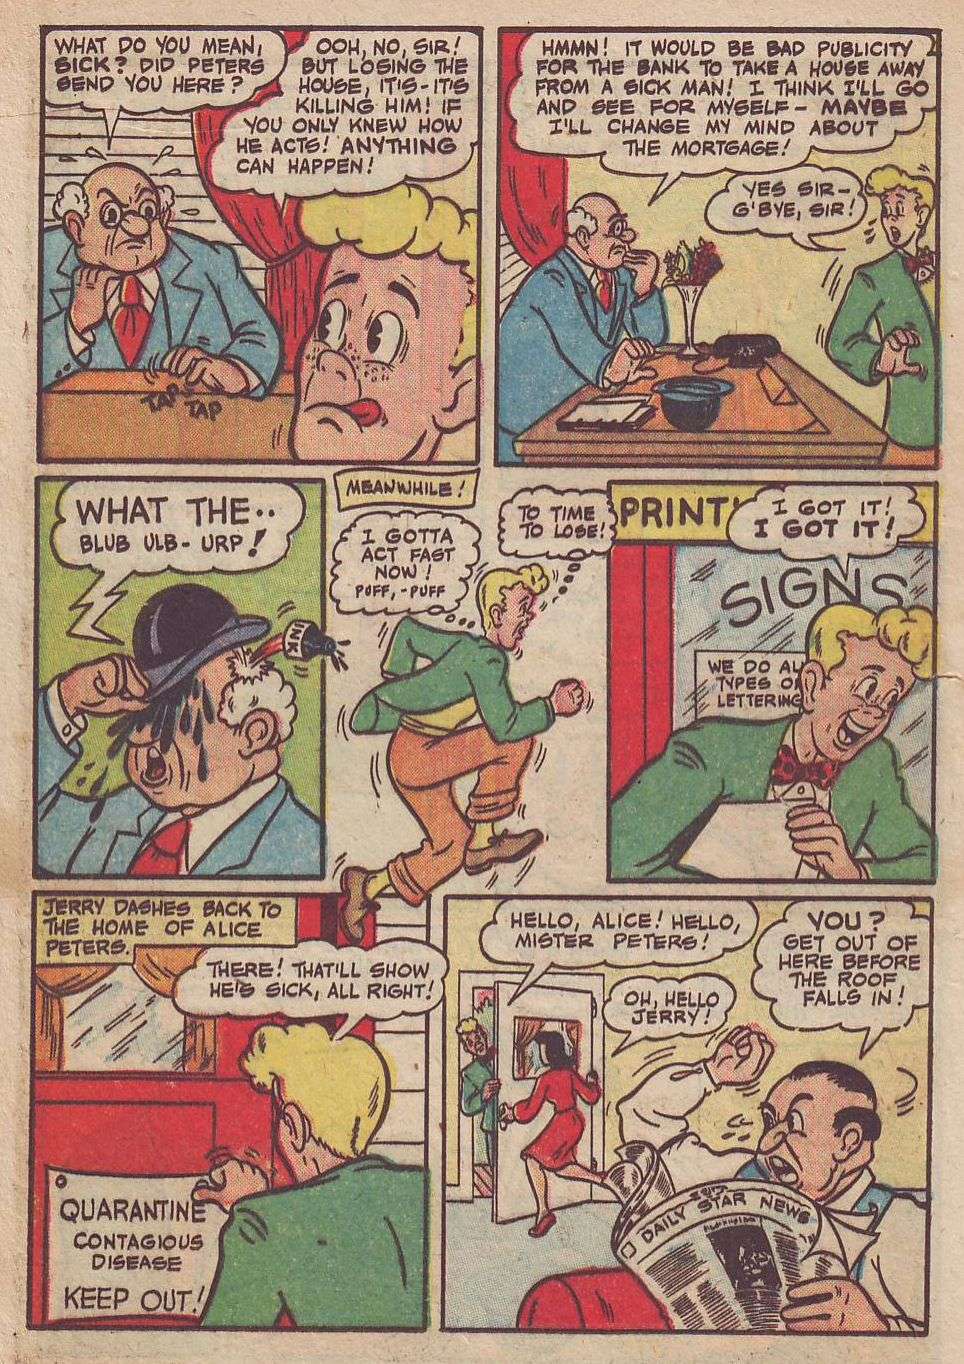 WHAT DO YOU MEAN,
SICK? DID PETERS
SEND YOU HERE?
OOH, NO, SIR!
BUT LOSING THE
HOUSE, IT'S-IT'S
KILLING HIM! IF
YOU ONLY KNEW HOW
HE ACTS! ANYTHING
CAN HAPPEN!
TAP
TAP
HMMN! IT WOULD BE BAD PUBLICITY
FOR THE BANK TO TAKE A HOUSE AWAY
FROM A SICK MAN! I THINK I'LL GO
AND SEE FOR MYSELF - MAYBE
I'LL CHANGE MY MIND ABOUT
THE MORTGAGE!
YES SIR-
G'BYE, SIR!
WHAT THE..
BLUB ULB- URP!
INK
MEANWHILE!
I GOTTA
ACT FAST
NOW!
PUFF,-PUFF
TO TIME
TO LOSE!
PRINT
I GOT IT!
I GOT IT!
SIGNS
WE DO AL
TYPES O
LETTERING
JERRY DASHES BACK TO
THE HOME OF ALICE
PETERS.
THERE! THAT'LL SHOW
HE'S SICK, ALL RIGHT!
QUARANTINE
CONTAGIOUS
DISEASE
KEEP OUT!
HELLO, ALICE! HELLO,
MISTER PETERS!
OH, HELLO
JERRY!
YOU?
GET OUT OF
HERE BEFORE
THE ROOF
FALLS IN!
DAILY STAR NEWS